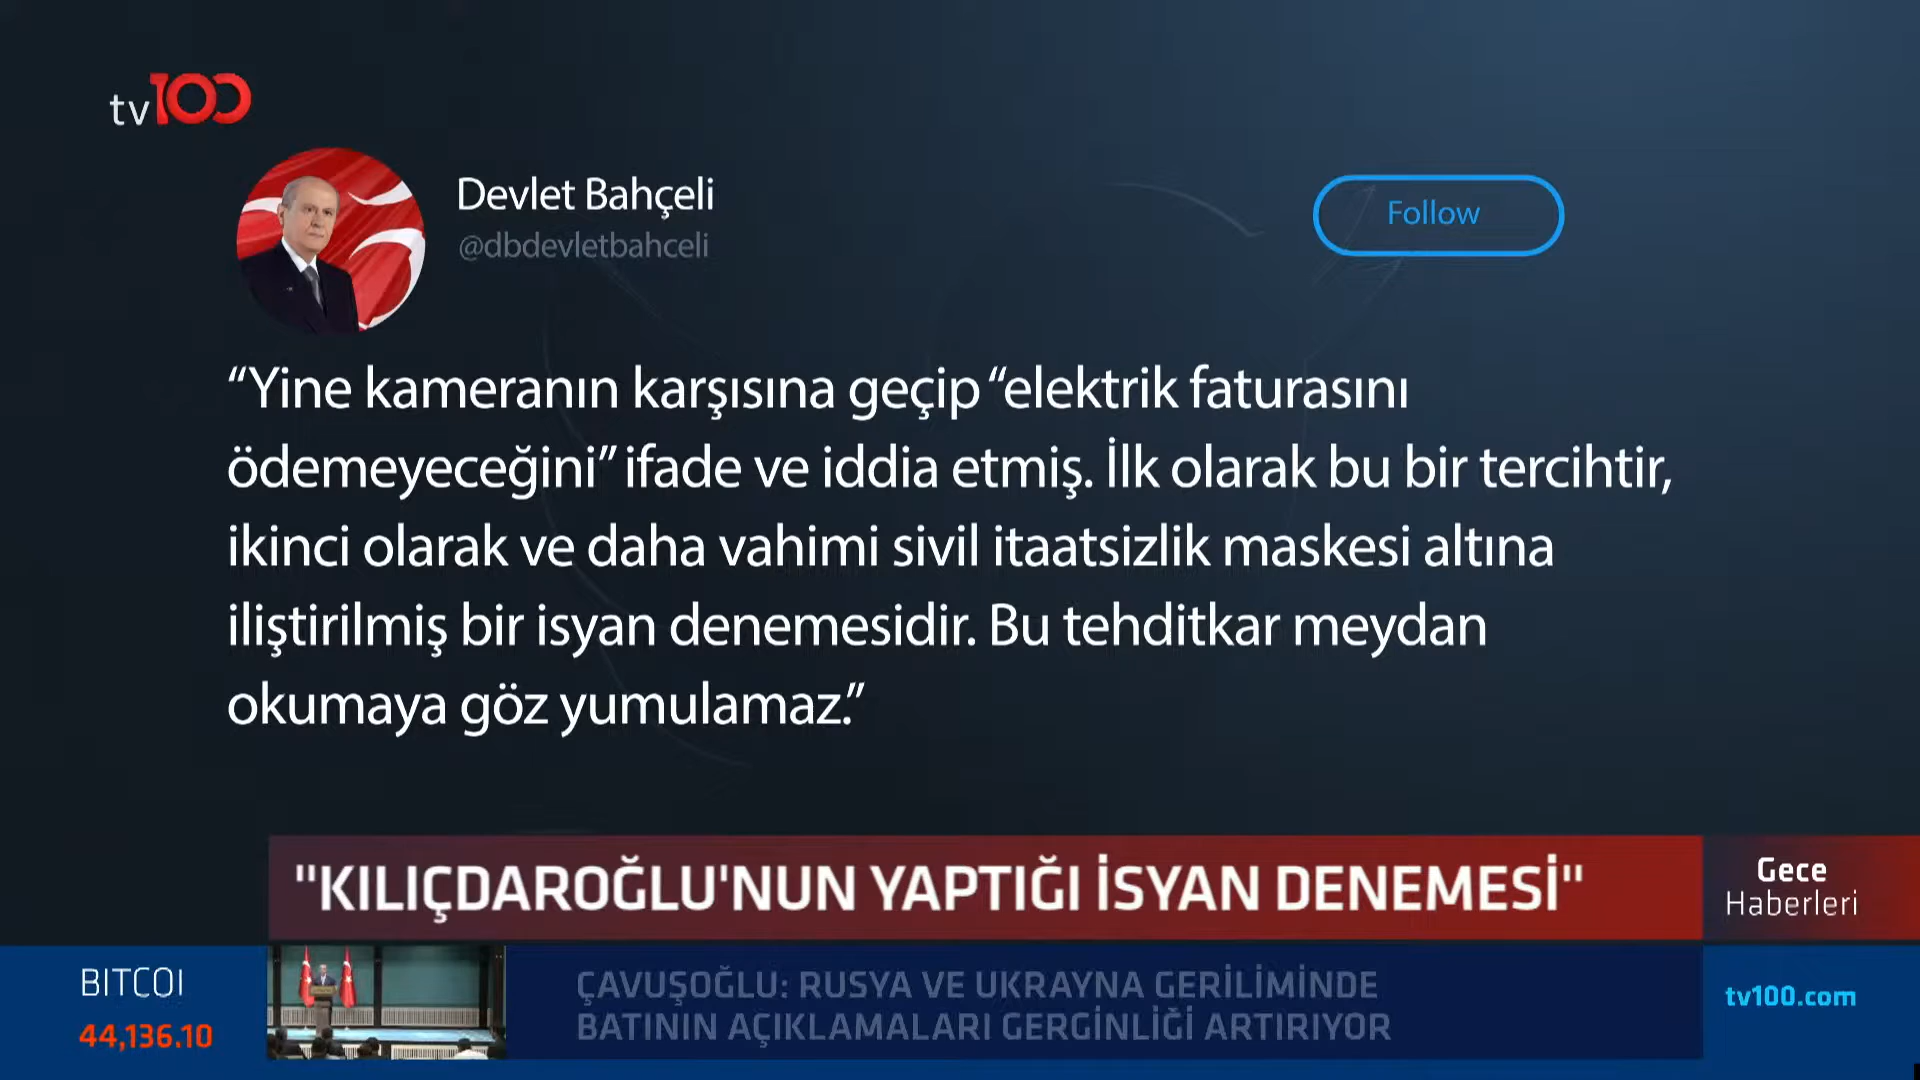 tv100
Devlet Bahçeli
@dbdevletbahceli
Follow
“Yine kameranın karşısına geçip “elektrik faturasını
ödemeyeceğini” ifade ve iddia etmiş. İlk olarak bu bir tercihtir,
ikinci olarak ve daha vahimi sivil itaatsizlik maskesi altına
iliştirilmiş bir isyan denemesidir. Bu tehditkar meydan
okumaya göz yumulamaz.”
"KILIÇDAROĞLU'NUN YAPTIĞI İSYAN DENEMESİ"
Gece
Haberleri
BITCOI
44,136.10
ÇAVUŞOĞLU: RUSYA VE UKRAYNA GERİLİMİNDE
BATININ AÇIKLAMALARI GERGİNLİĞİ ARTIRIYOR
tv100.com